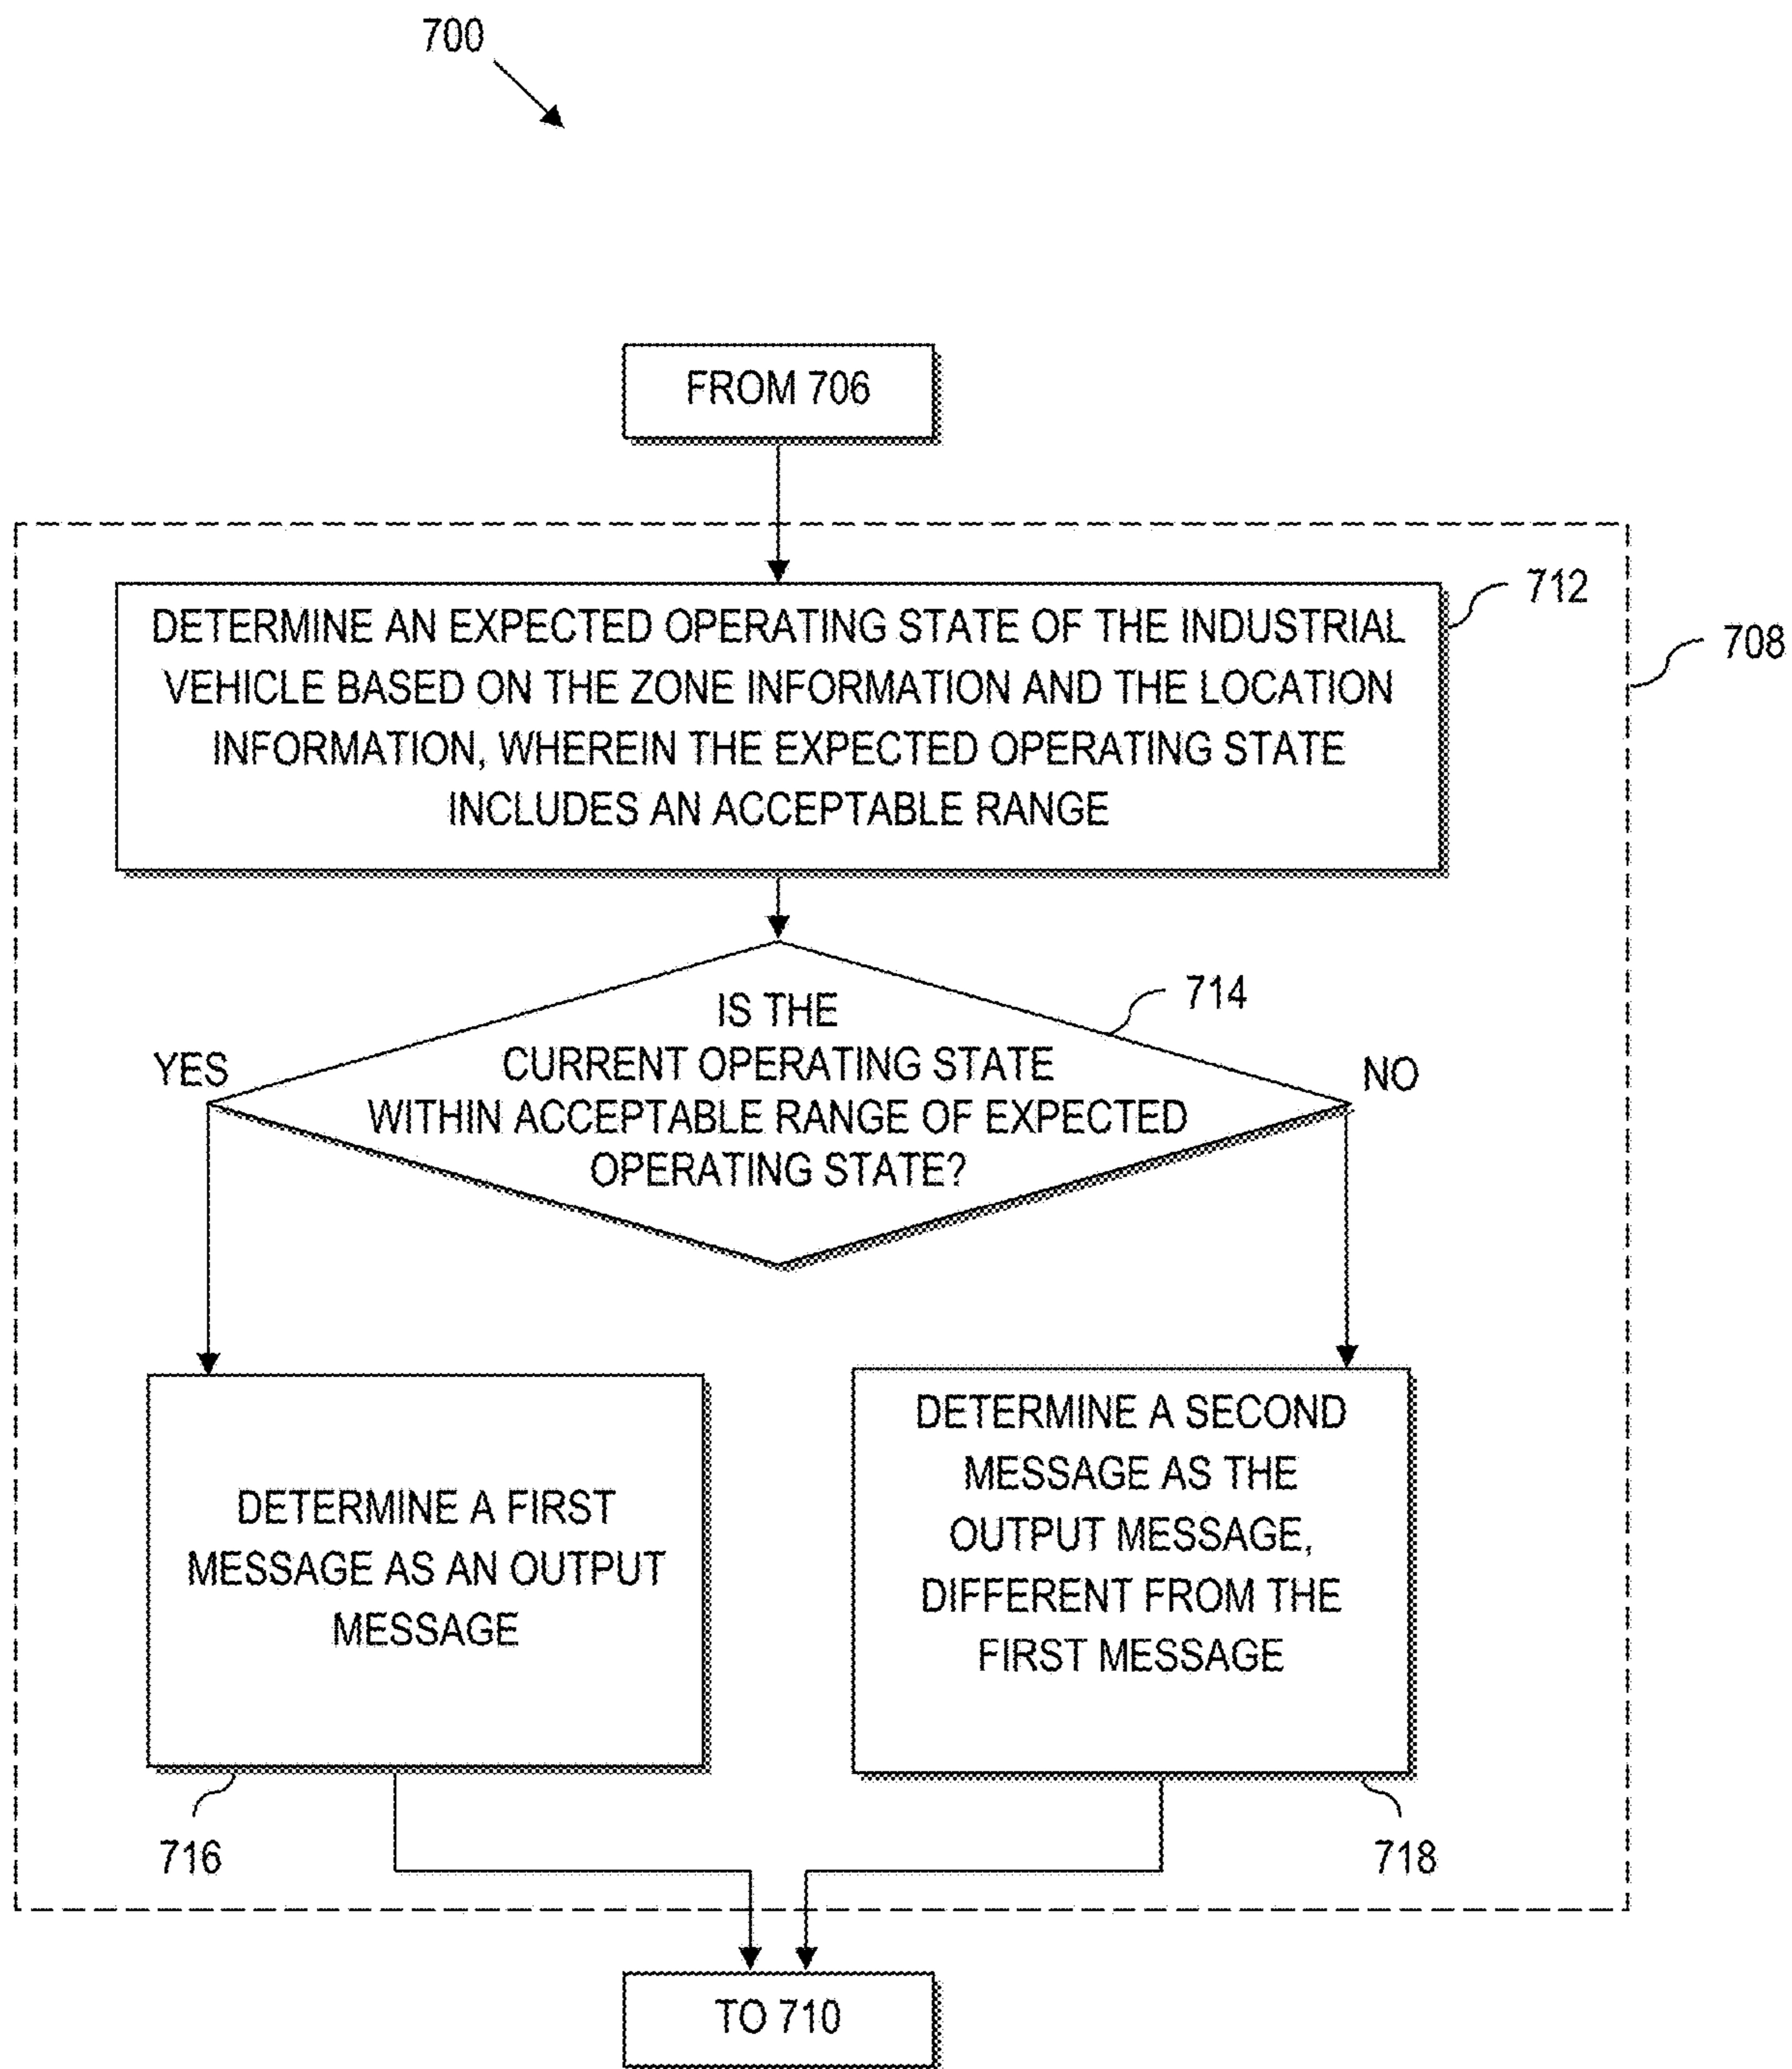 700
FROM 706
DETERMINE AN EXPECTED OPERATING STATE OF THE INDUSTRIAL
VEHICLE BASED ON THE ZONE INFORMATION AND THE LOCATION
INFORMATION, WHEREIN THE EXPECTED OPERATING STATE
INCLUDES AN ACCEPTABLE RANGE
712
708
IS THE
CURRENT OPERATING STATE
WITHIN ACCEPTABLE RANGE OF EXPECTED
OPERATING STATE?
714
YES
NO
DETERMINE A FIRST
MESSAGE AS AN OUTPUT
MESSAGE
716
DETERMINE A SECOND
MESSAGE AS THE
OUTPUT MESSAGE,
DIFFERENT FROM THE
FIRST MESSAGE
718
TO 710